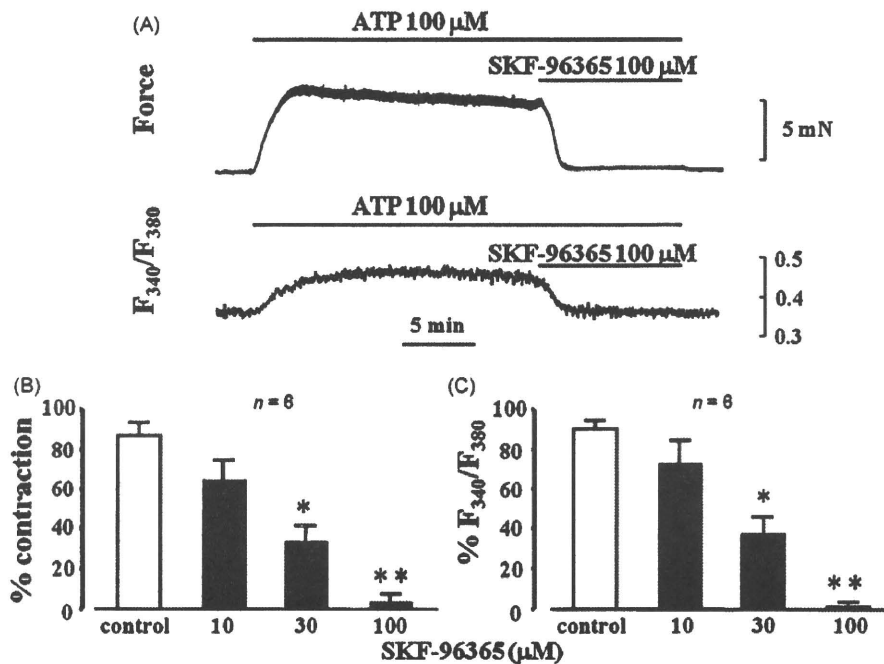 (A)
ATP 100 μM
SKF-96365 100 μM
Force
5 mN
ATP 100 μM
SKF-96365 100 μM
F340/F380
0.5
0.4
0.3
5 min
(B)
% contraction
100
80
60
40
20
0
n = 6
*
**
control
10
30
100
(C)
% F340/F380
100
80
60
40
20
0
n = 6
*
**
control
10
30
100
SKF-96365 (μM)